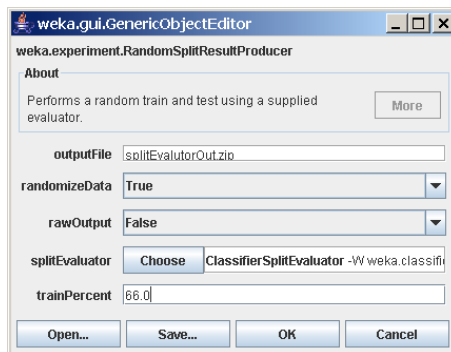 weka.gui.GenericObjectEditor
weka.experiment.RandomSplitResultProducer
About
Performs a random train and test using a supplied
evaluator.
More
outputFile splitEvalutorOut.zip
randomizeData True
rawOutput False
splitEvaluator Choose ClassifierSplitEvaluator -W weka.classifi
trainPercent 66.0
Open... Save... OK Cancel